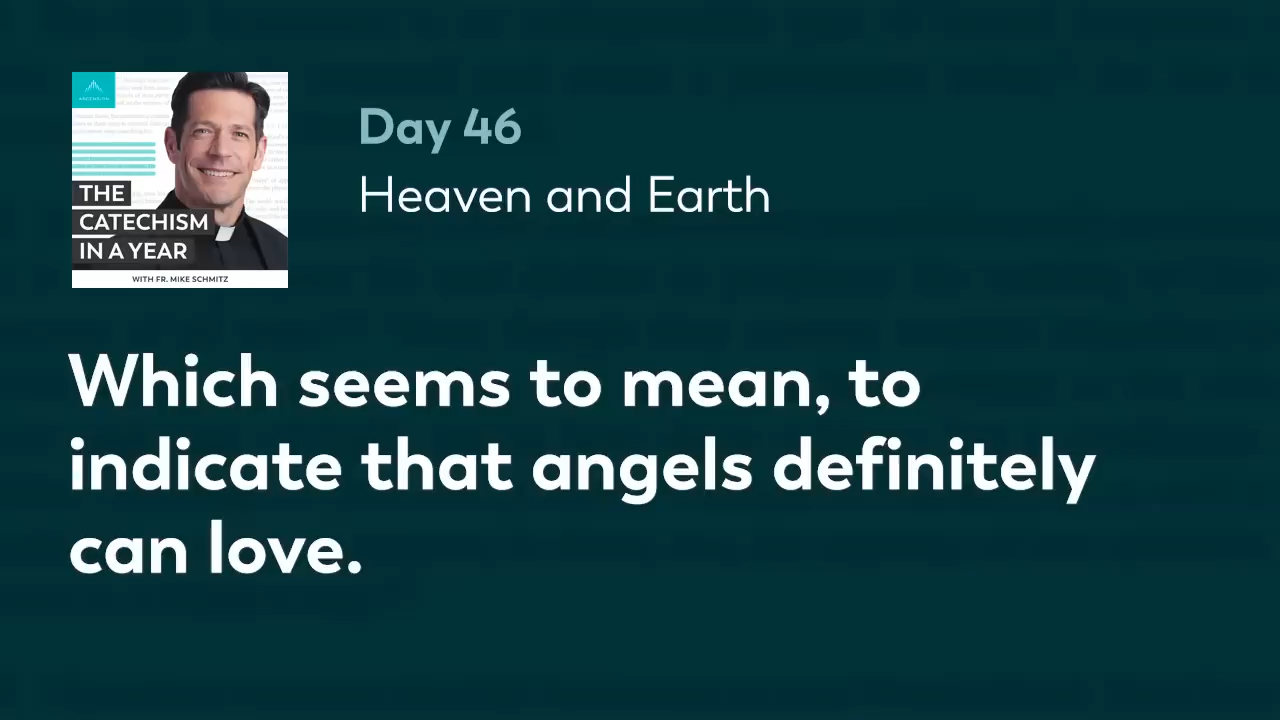 ASCENSION
THE
CATECHISM
IN A YEAR
WITH FR. MIKE SCHMITZ
Day 46
Heaven and Earth
Which seems to mean, to
indicate that angels definitely
can love.